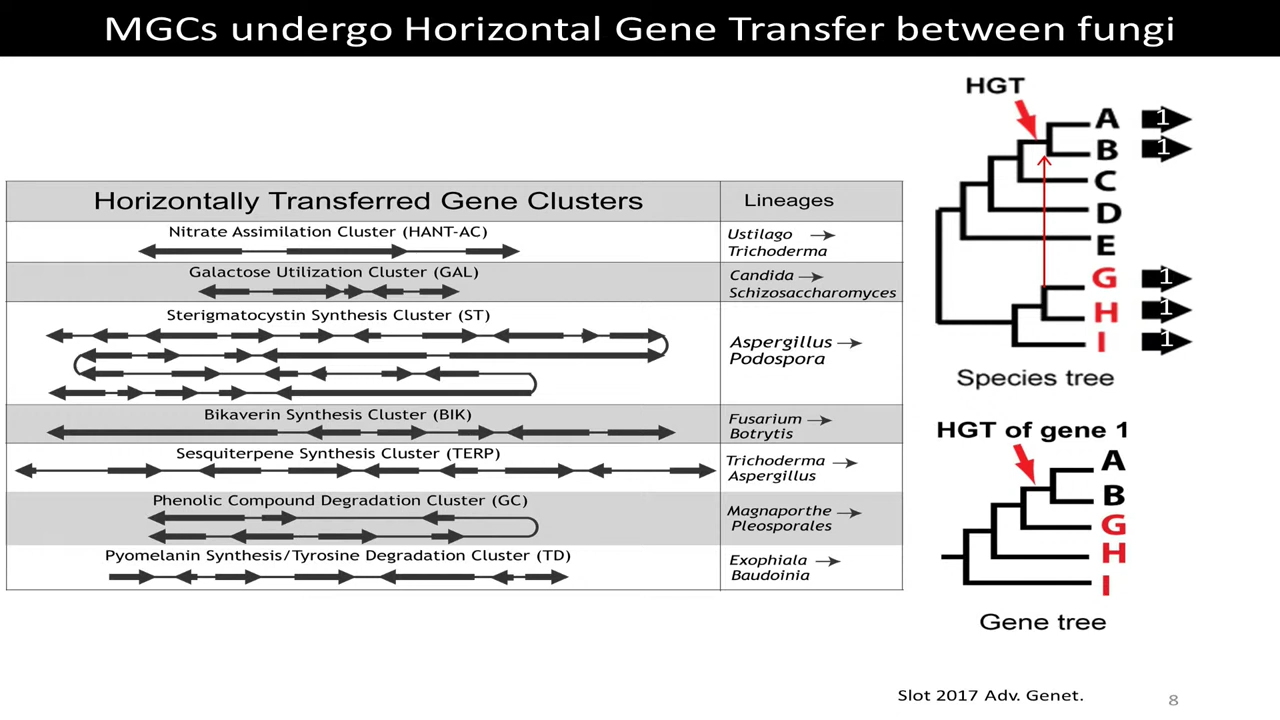 MGCs undergo Horizontal Gene Transfer between fungi
Horizontally Transferred Gene Clusters
Lineages
Nitrate Assimilation Cluster (HANT-AC)
Ustilago →
Trichoderma
Galactose Utilization Cluster (GAL)
Candida →
Schizosaccharomyces
Sterigmatocystin Synthesis Cluster (ST)
Aspergillus →
Podospora
Bikaverin Synthesis Cluster (BIK)
Fusarium →
Botrytis
Sesquiterpene Synthesis Cluster (TERP)
Trichoderma →
Aspergillus
Phenolic Compound Degradation Cluster (GC)
Magnaporthe →
Pleosporales
Pyomelanin Synthesis/Tyrosine Degradation Cluster (TD)
Exophiala →
Baudoinia
HGT
A 1
B 1
C
D
E
G 1
H 1
I 1
Species tree
HGT of gene 1
A
B
G
H
I
Gene tree
Slot 2017 Adv. Genet.
8